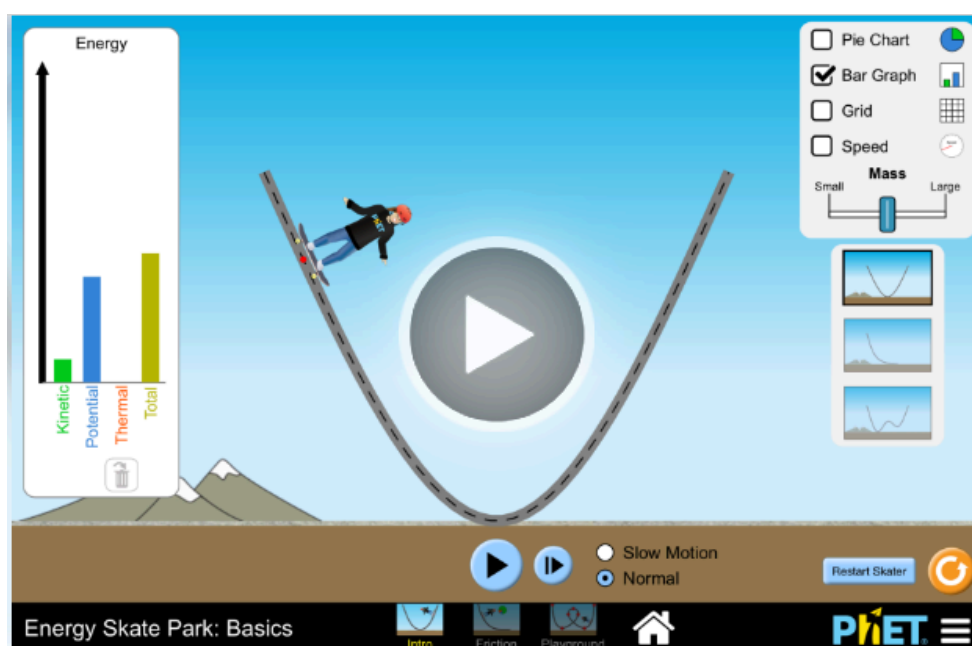 Energy
Kinetic
Potential
Thermal
Total
Pie Chart
Bar Graph
Grid
Speed
Mass
Small Large
PhET
Slow Motion
Normal
Restart Skater
Energy Skate Park: Basics
Intro
Friction
Playground
PhET